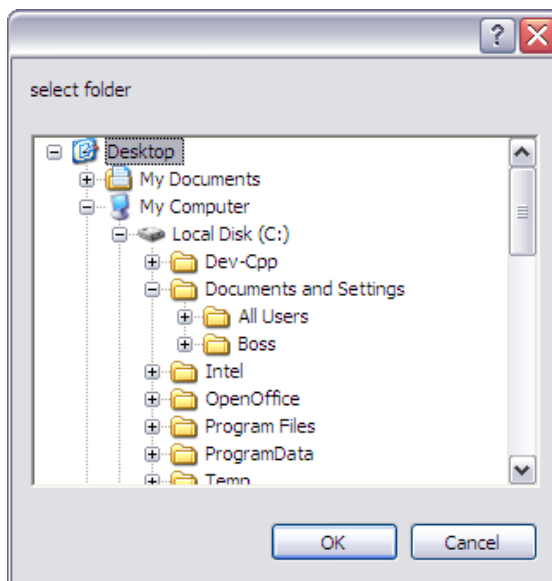 ?
select folder
Desktop
My Documents
My Computer
Local Disk (C:)
Dev-Cpp
Documents and Settings
All Users
Boss
Intel
OpenOffice
Program Files
ProgramData
Temp
OK Cancel